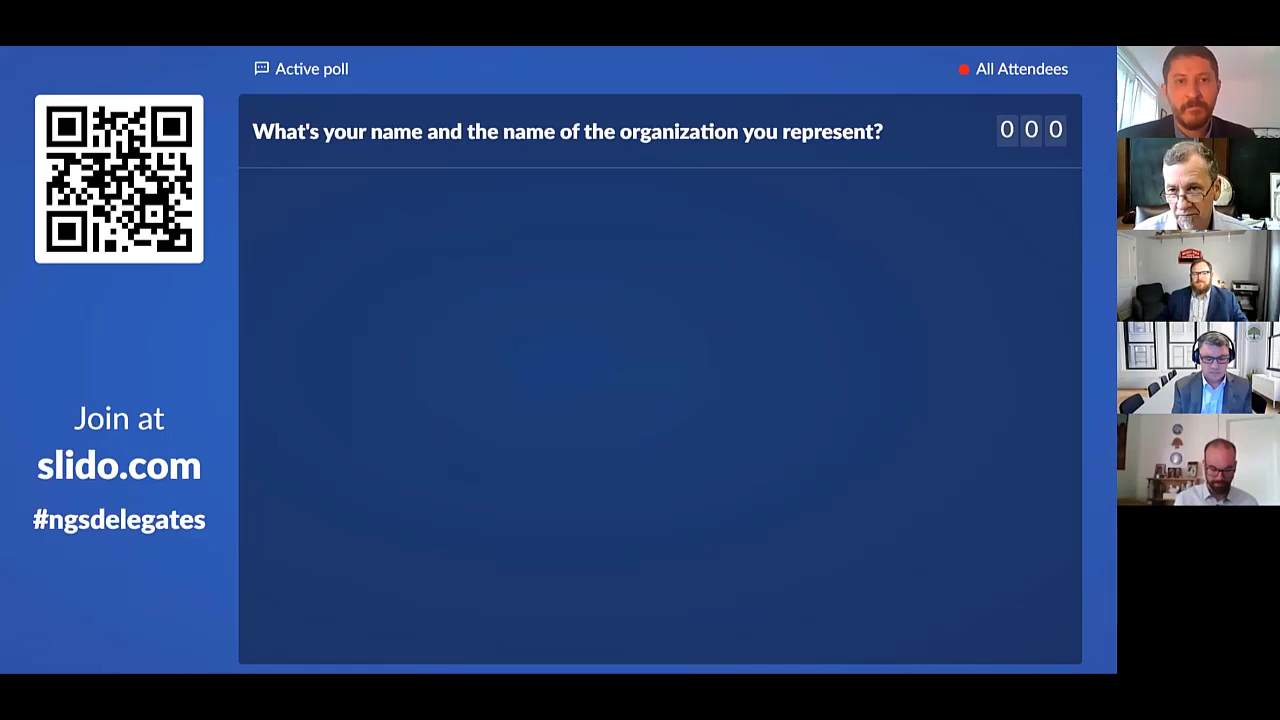 Active poll
All Attendees
What's your name and the name of the organization you represent?
0 0 0
Join at
slido.com
#ngsdelegates